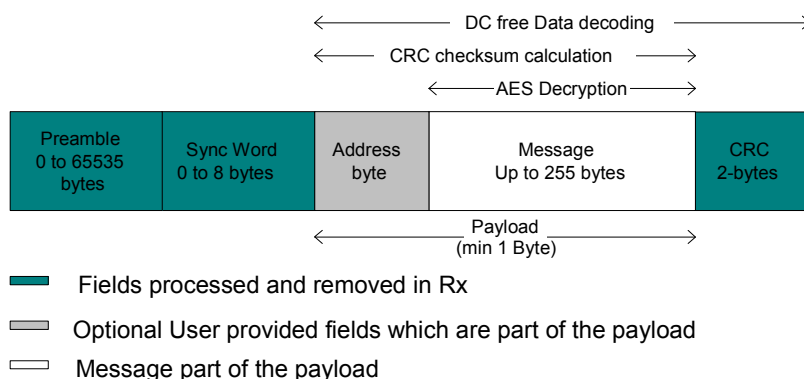 DC free Data decoding
CRC checksum calculation
AES Decryption
Preamble
0 to 65535
bytes
Sync Word
0 to 8 bytes
Address
byte
Message
Up to 255 bytes
CRC
2-bytes
Payload
(min 1 Byte)
Fields processed and removed in Rx
Optional User provided fields which are part of the payload
Message part of the payload